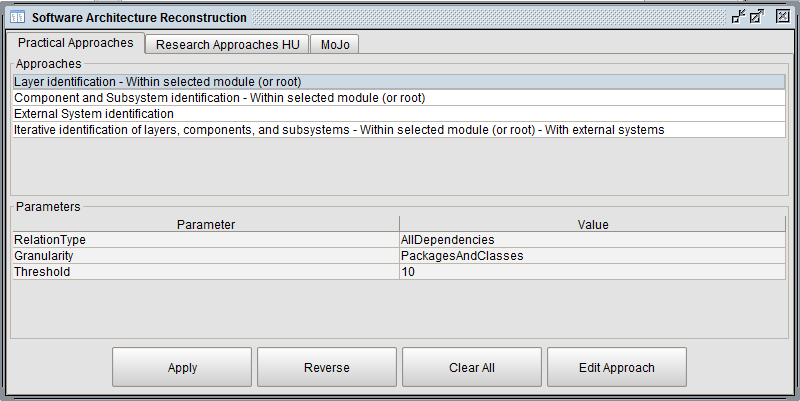 Software Architecture Reconstruction
Practical Approaches Research Approaches HU MoJo
Approaches
Layer identification - Within selected module (or root)
Component and Subsystem identification - Within selected module (or root)
External System identification
Iterative identification of layers, components, and subsystems - Within selected module (or root) - With external systems
Parameters
Parameter Value
RelationType AllDependencies
Granularity PackagesAndClasses
Threshold 10
Apply Reverse Clear All Edit Approach